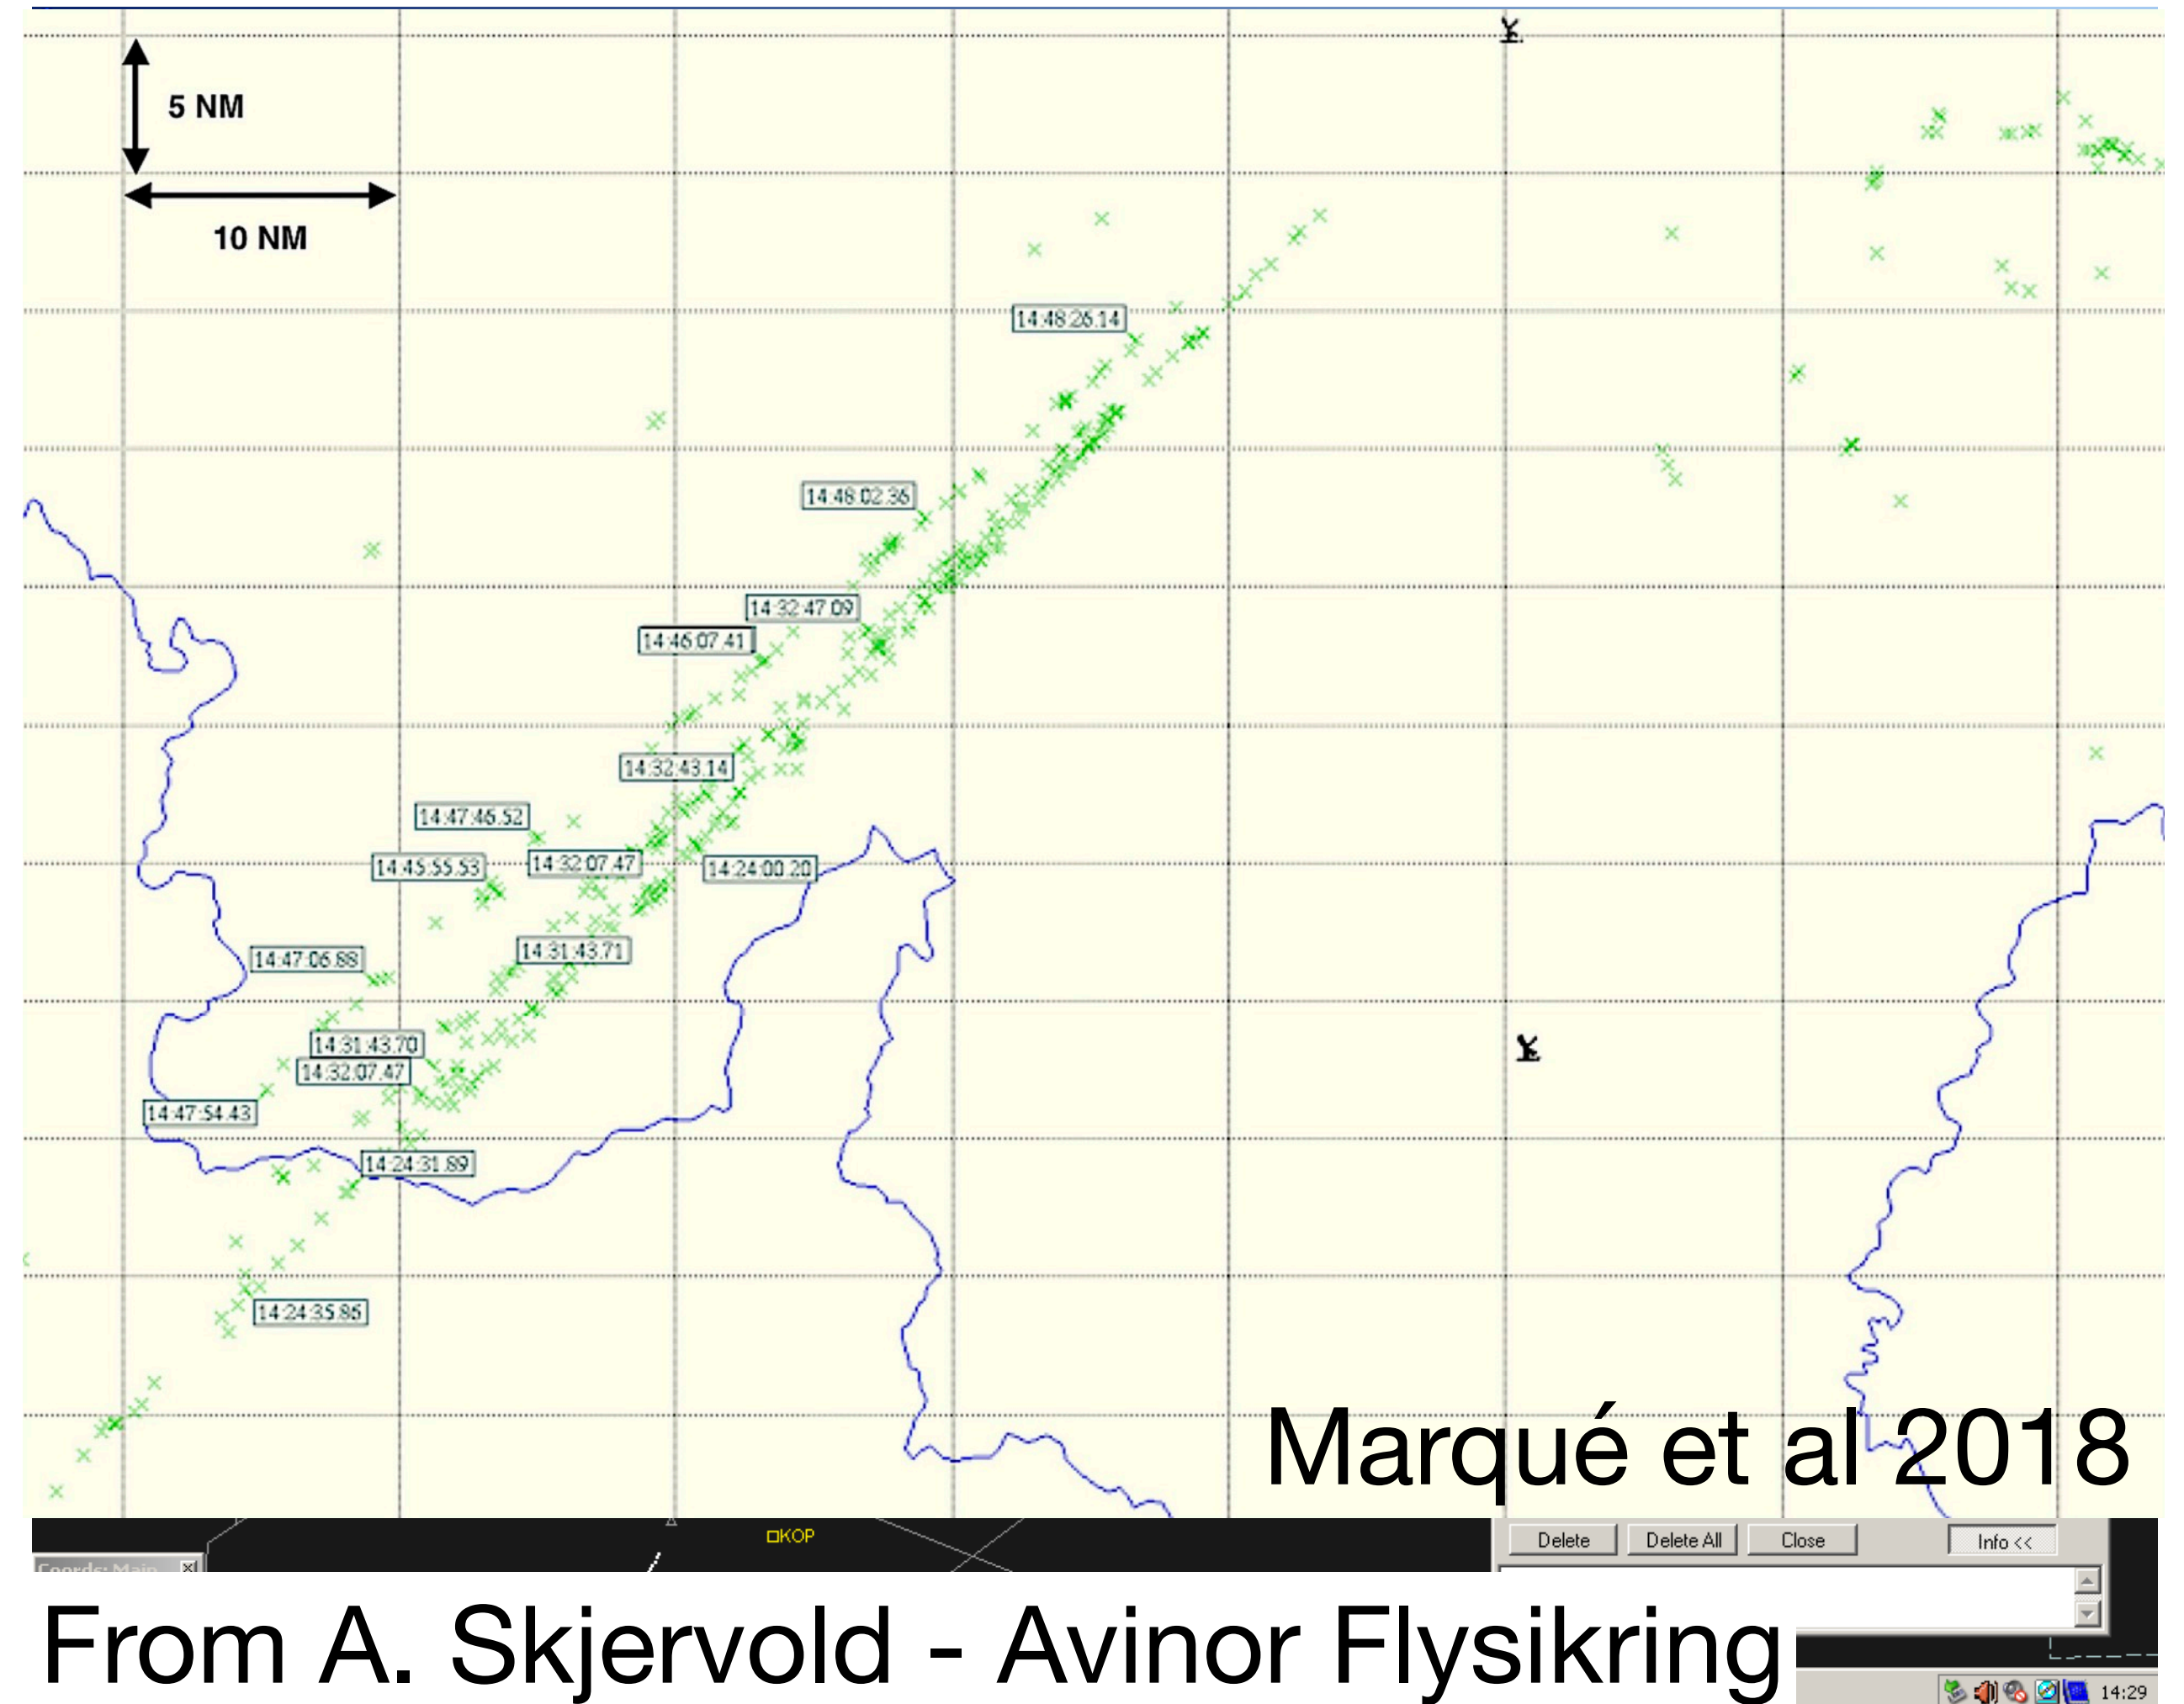 5 NM
10 NM
14:48:26.14
14:48:02.36
14:32:47.09
14:46:07.41
14:32:43.14
14:47:46.52
14:45:55.53
14:32:07.47
14:24:00.20
14:31:43.71
14:47:06.88
14:31:43.70
14:32:07.47
14:47:54.43
14:24:31.89
14:24:35.86
Marqué et al 2018
KOP
Delete
Delete All
Close
Info <<
Coords: Main
From A. Skjervold - Avinor Flysikring
14:29